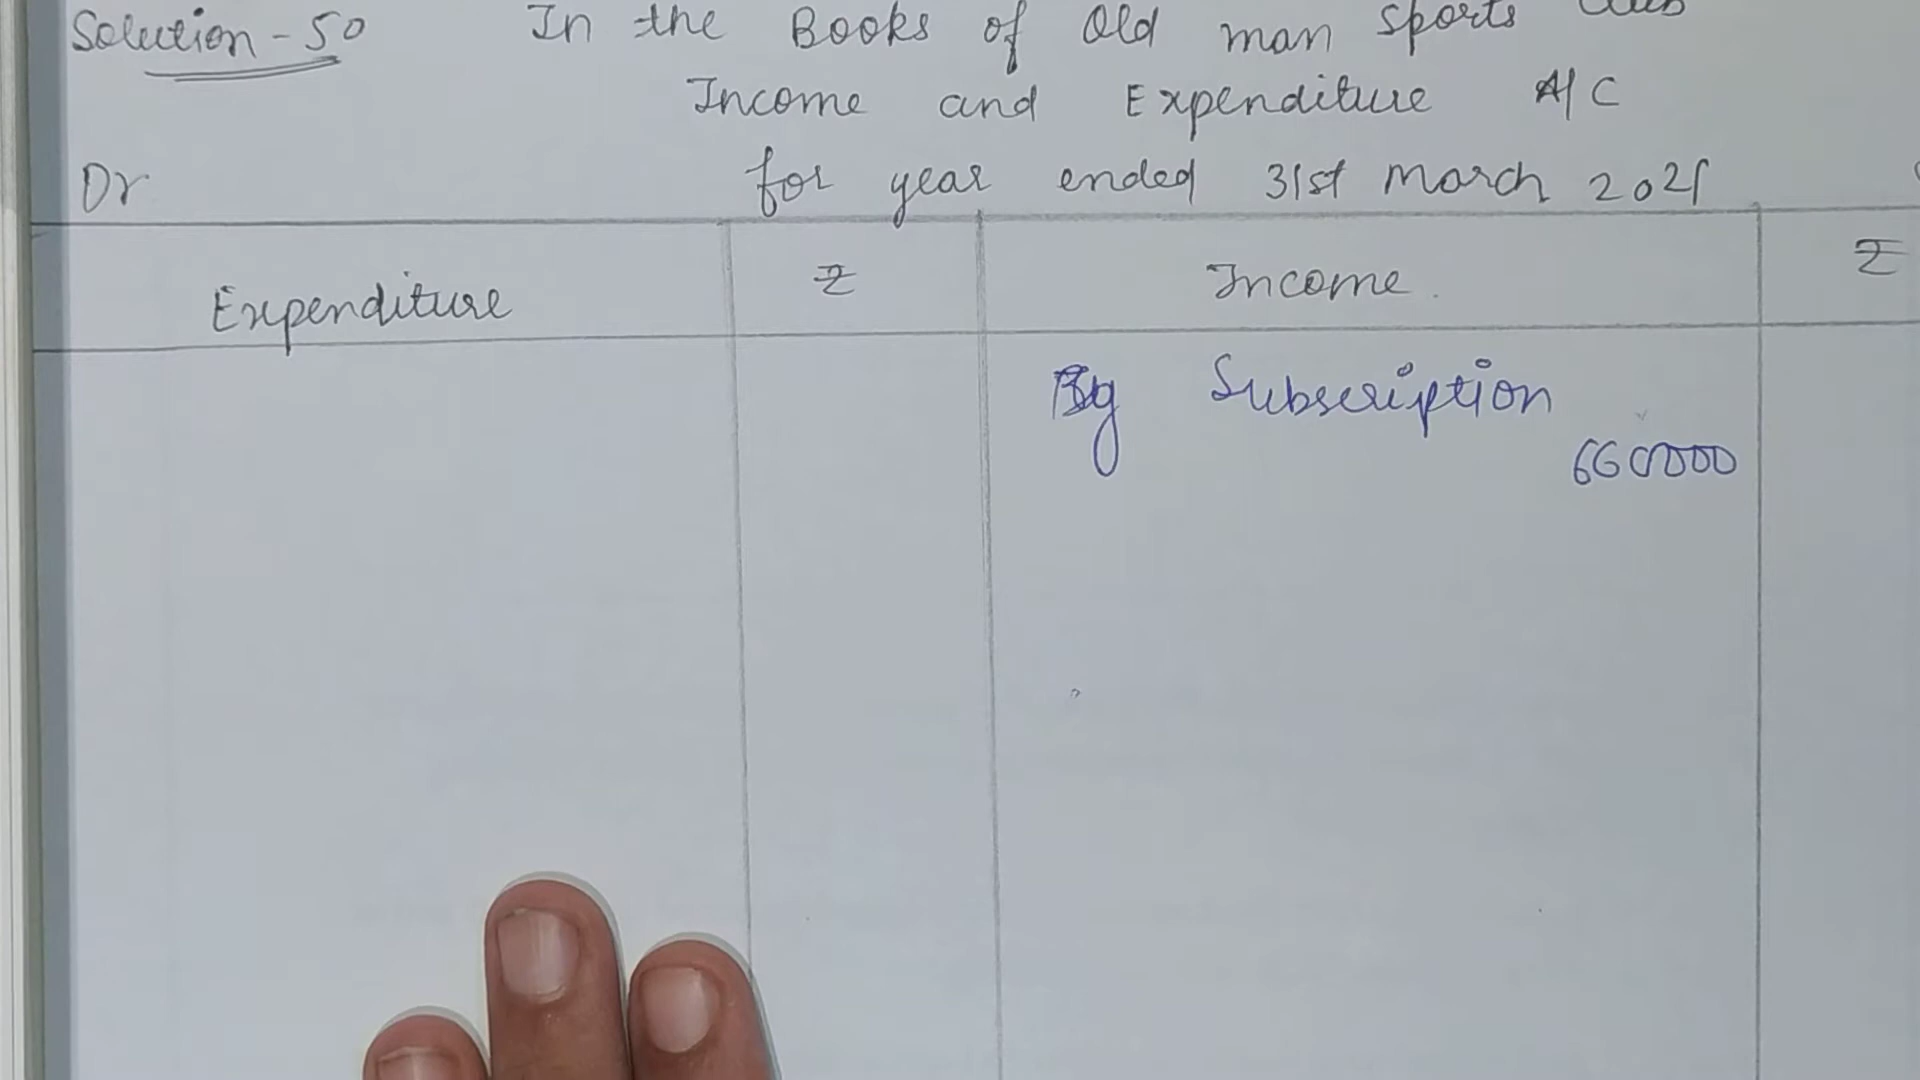 Solution - 50
In the Books of Old man Sports Club
Income and Expenditure A/C
Dr for year ended 31st March 2021
Expenditure ₹ Income. ₹
By Subscription
660000